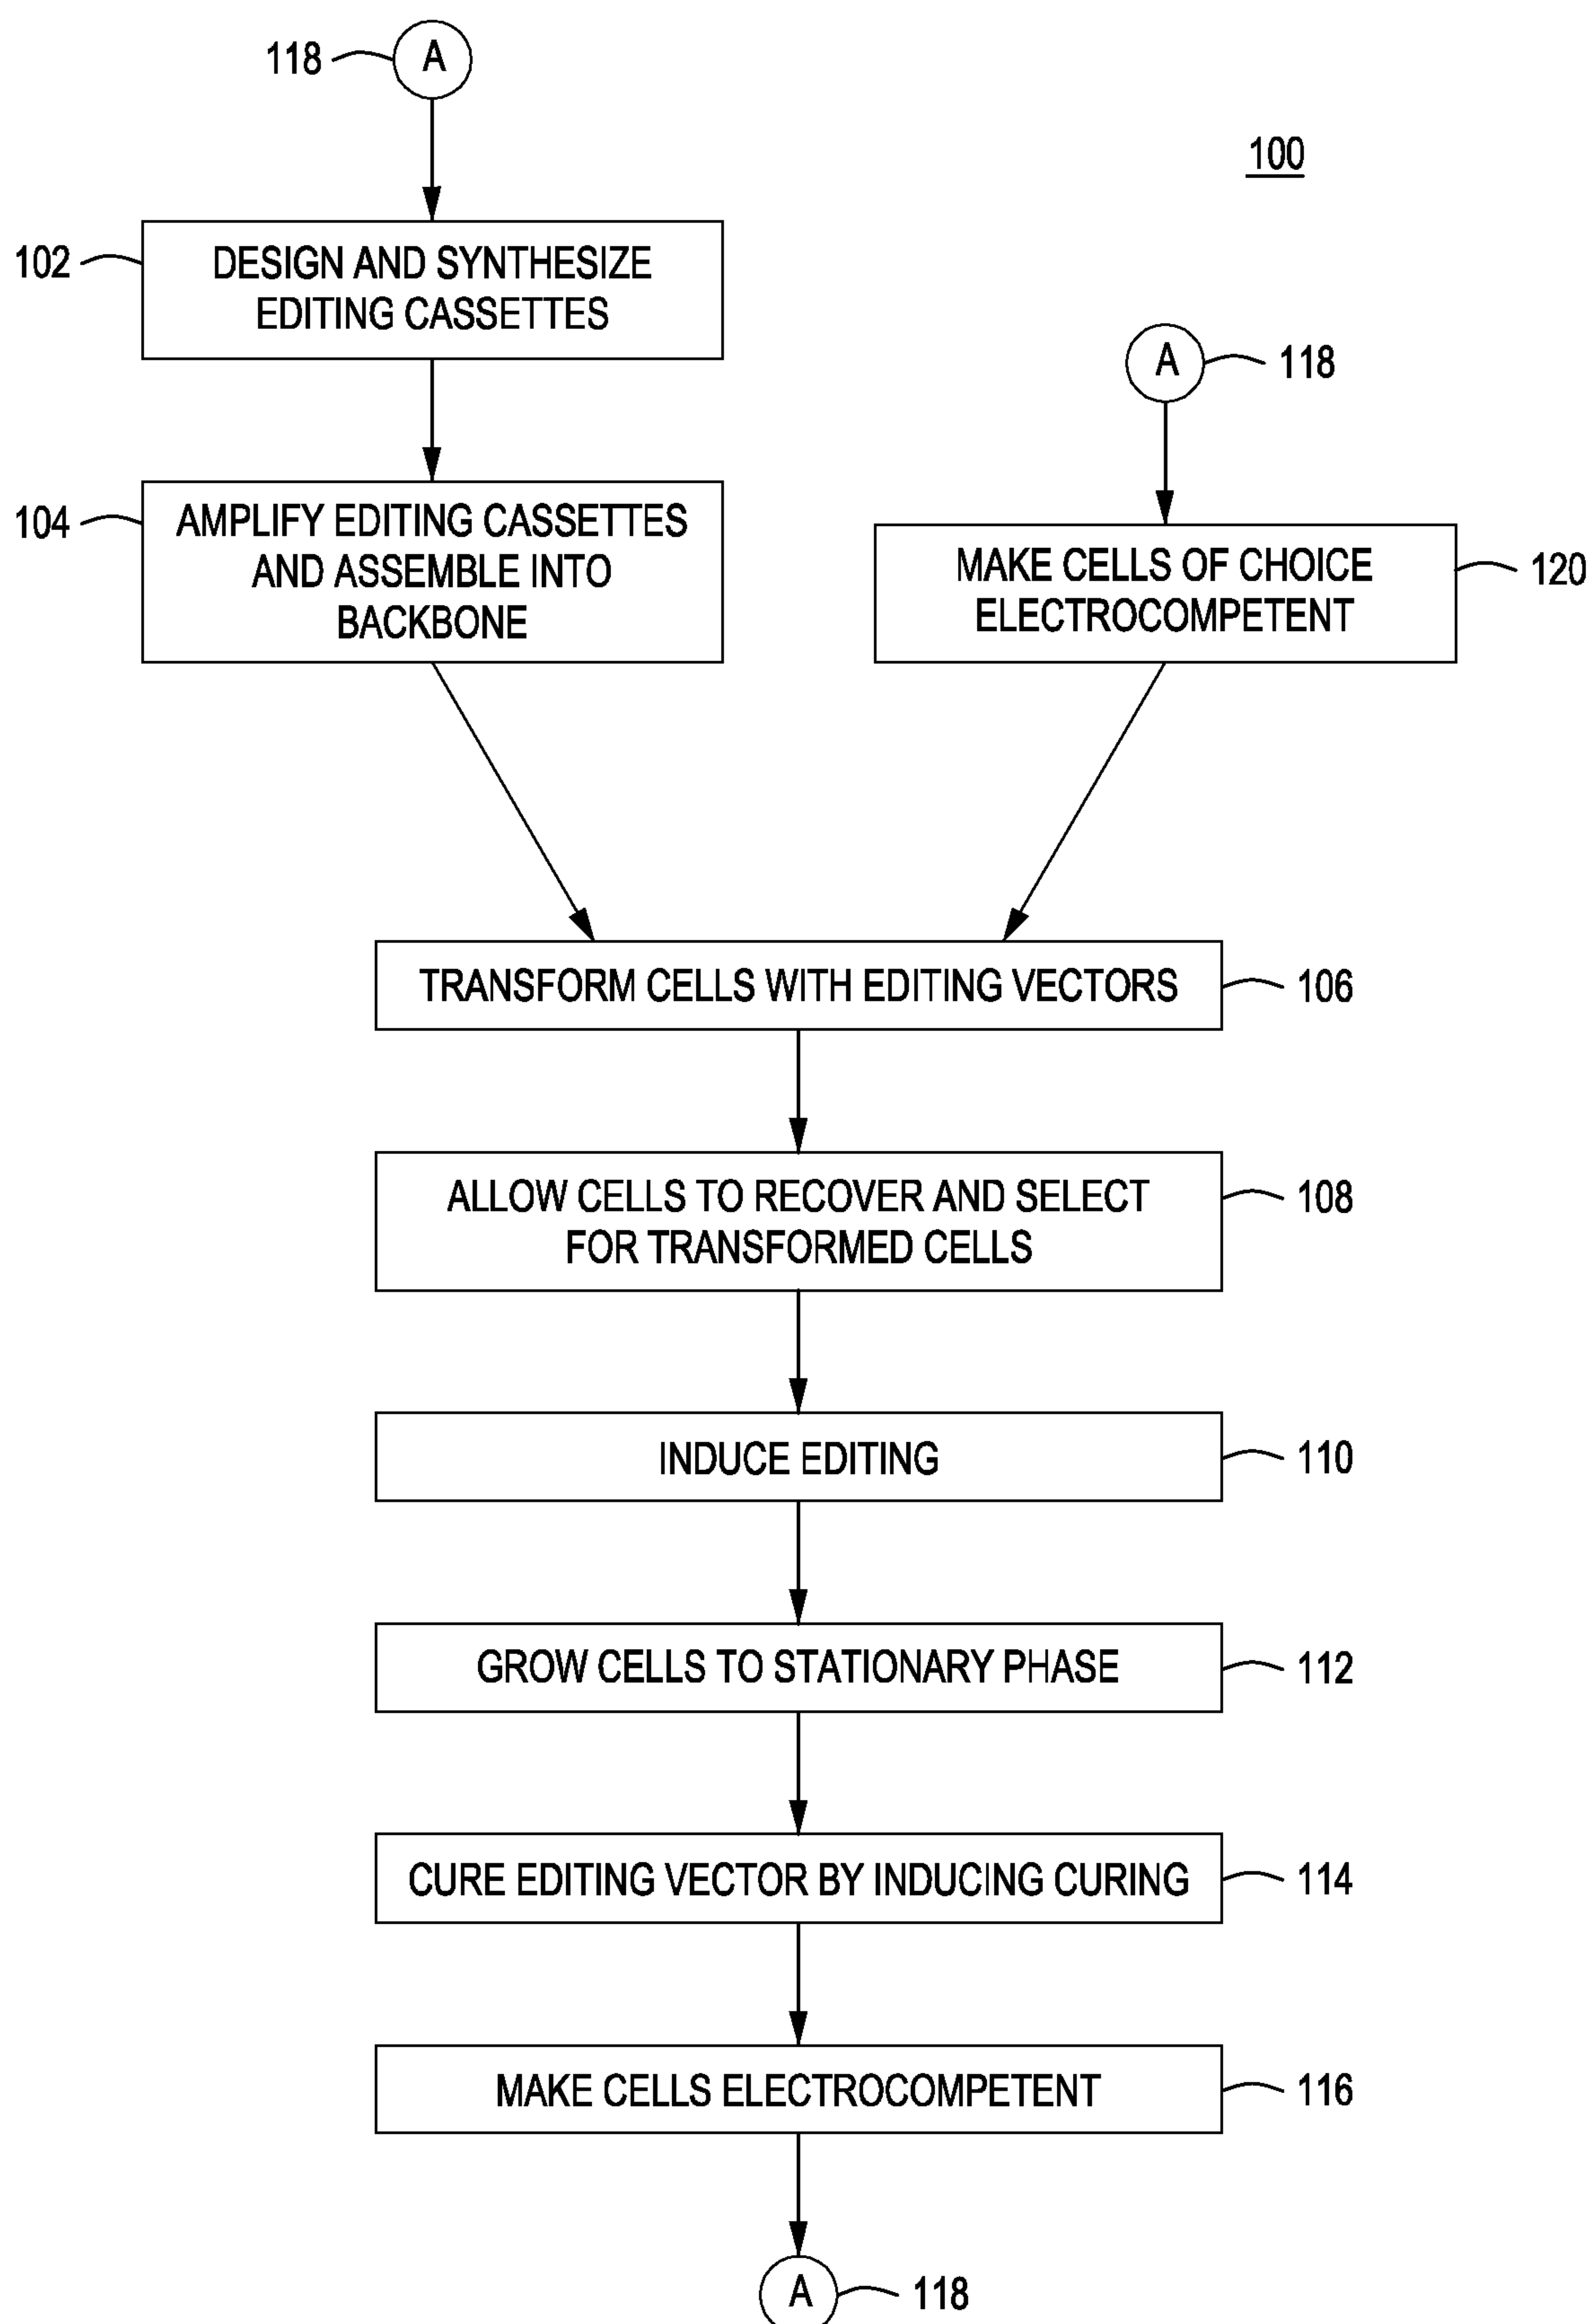 118
A
100
102
DESIGN AND SYNTHESIZE
EDITING CASSETTES
A
118
104
AMPLIFY EDITING CASSETTES
AND ASSEMBLE INTO
BACKBONE
MAKE CELLS OF CHOICE
ELECTROCOMPETENT
120
TRANSFORM CELLS WITH EDITING VECTORS
106
ALLOW CELLS TO RECOVER AND SELECT
FOR TRANSFORMED CELLS
108
INDUCE EDITING
110
GROW CELLS TO STATIONARY PHASE
112
CURE EDITING VECTOR BY INDUCING CURING
114
MAKE CELLS ELECTROCOMPETENT
116
A
118